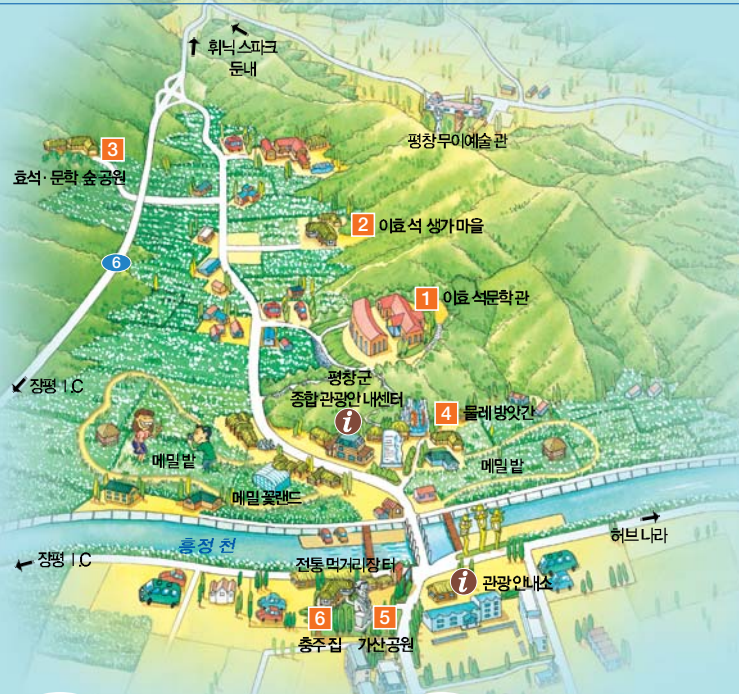 휘닉스파크
둔내
평창무이예술관
3
효석·문학 숲 공원
2 이효석 생가마을
6
1 이효석문학관
장평 I.C
평창군
종합관광안내센터
i
4 물레방앗간
메밀 밭
메밀 밭
메밀꽃랜드
허브나라
흥정천
장평 I.C
전통먹거리장터
i 관광안내소
6 5
충주집 가산공원